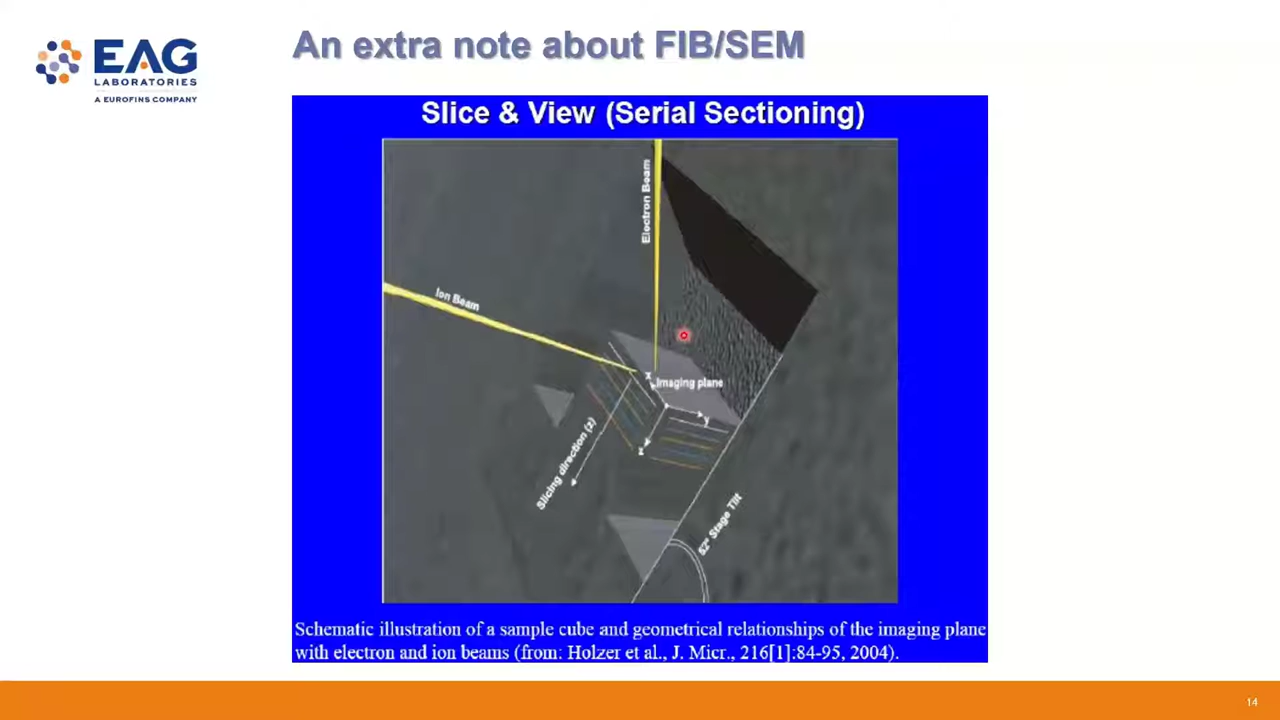 EAG
LABORATORIES
A EUROFINS COMPANY
An extra note about FIB/SEM
Slice & View (Serial Sectioning)
Electron Beam
Ion Beam
x
Imaging plane
y
z
Slicing direction (z)
52° Stage Tilt
Schematic illustration of a sample cube and geometrical relationships of the imaging plane
with electron and ion beams (from: Holzer et al., J. Micr., 216[1]:84-95, 2004).
14